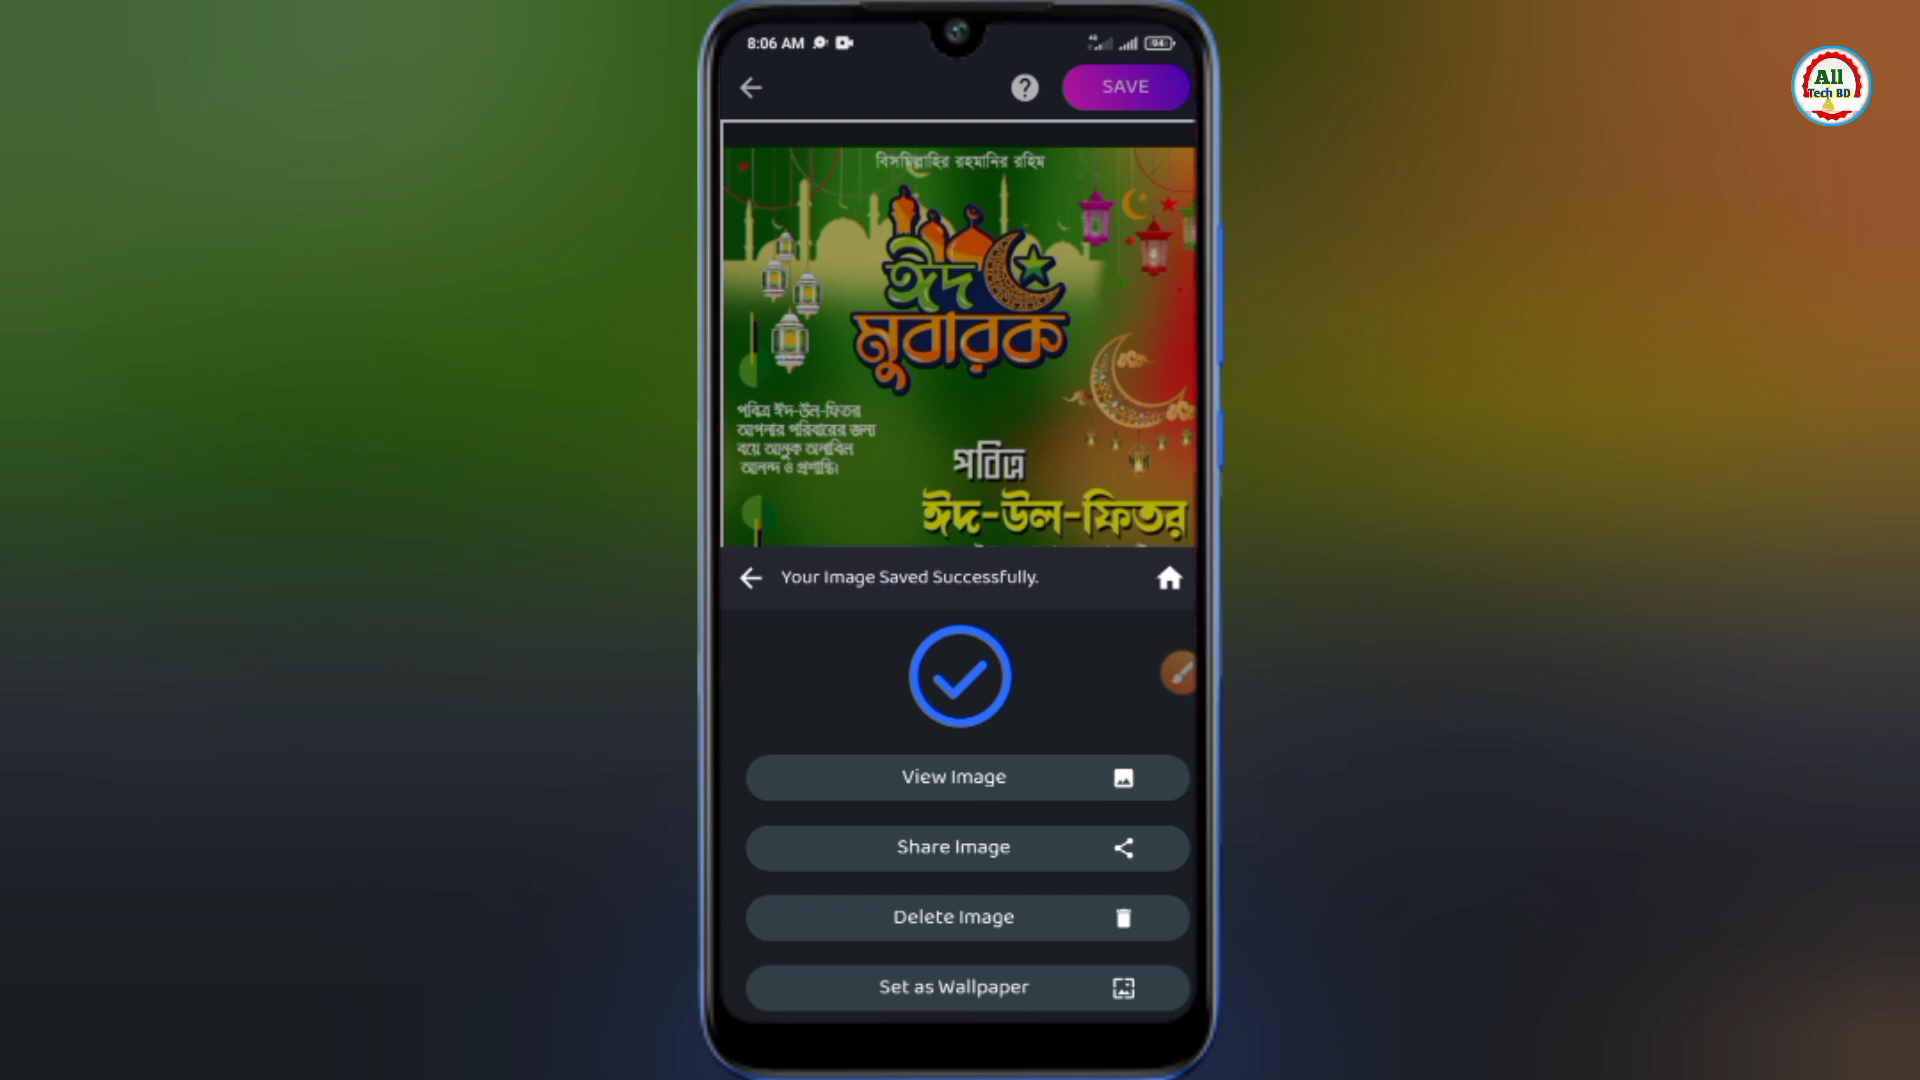 8:06 AM
94
SAVE
All
Tech BD
বিসমিল্লাহির রহমানির রহিম
ঈদ
মুবারক
পবিত্র ঈদ-উল-ফিতর
আপনার পরিবারের জন্য
বয়ে আনুক অনাবিল
আনন্দ ও প্রশান্তি।
পবিত্র
ঈদ-উল-ফিতর
Your Image Saved Successfully.
View Image
Share Image
Delete Image
Set as Wallpaper